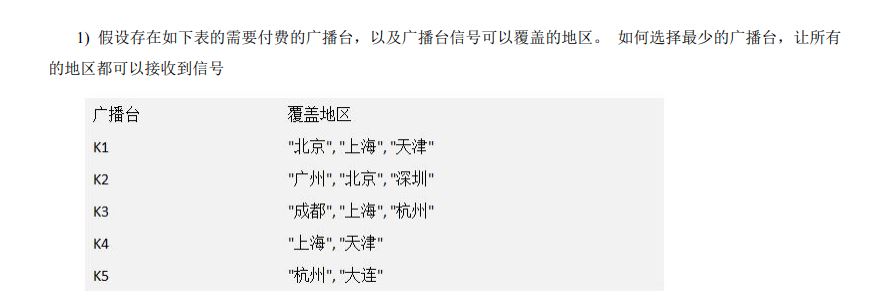 1) 假设存在如下表的需要付费的广播台，以及广播台信号可以覆盖的地区。 如何选择最少的广播台，让所有
的地区都可以接收到信号
广播台 覆盖地区
K1 "北京", "上海", "天津"
K2 "广州", "北京", "深圳"
K3 "成都", "上海", "杭州"
K4 "上海", "天津"
K5 "杭州", "大连"